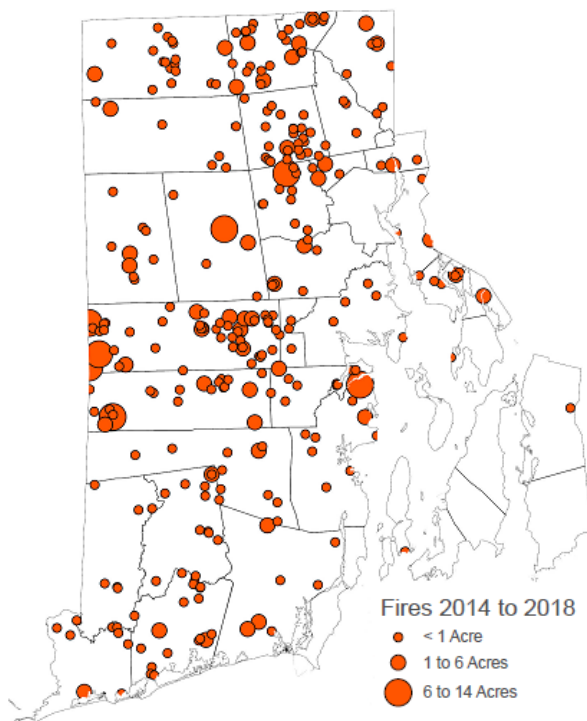 Fires 2014 to 2018
< 1 Acre
1 to 6 Acres
6 to 14 Acres